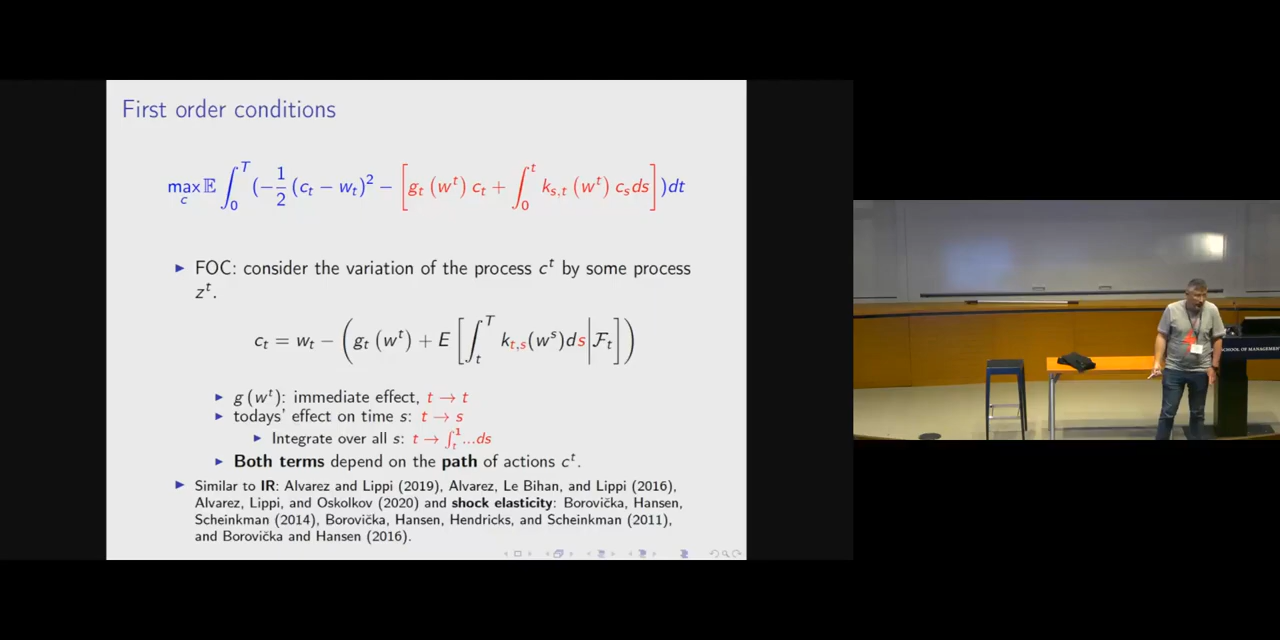 First order conditions
max_c 𝔼 ∫_0^T (−1/2 (c_t − w_t)^2 − [g_t (w^t) c_t + ∫_0^t k_{s,t} (w^t) c_s ds]) dt
► FOC: consider the variation of the process c^t by some process
z^t.
c_t = w_t − (g_t (w^t) + E [∫_t^T k_{t,s}(w^s)ds | ℱ_t])
► g (w^t): immediate effect, t → t
► todays' effect on time s: t → s
► Integrate over all s: t → ∫_t^1 ...ds
► Both terms depend on the path of actions c^t.
► Similar to IR: Alvarez and Lippi (2019), Alvarez, Le Bihan, and Lippi (2016),
Alvarez, Lippi, and Oskolkov (2020) and shock elasticity: Borovička, Hansen,
Scheinkman (2014), Borovička, Hansen, Hendricks, and Scheinkman (2011),
and Borovička and Hansen (2016).
SCHOOL OF MANAGEMENT